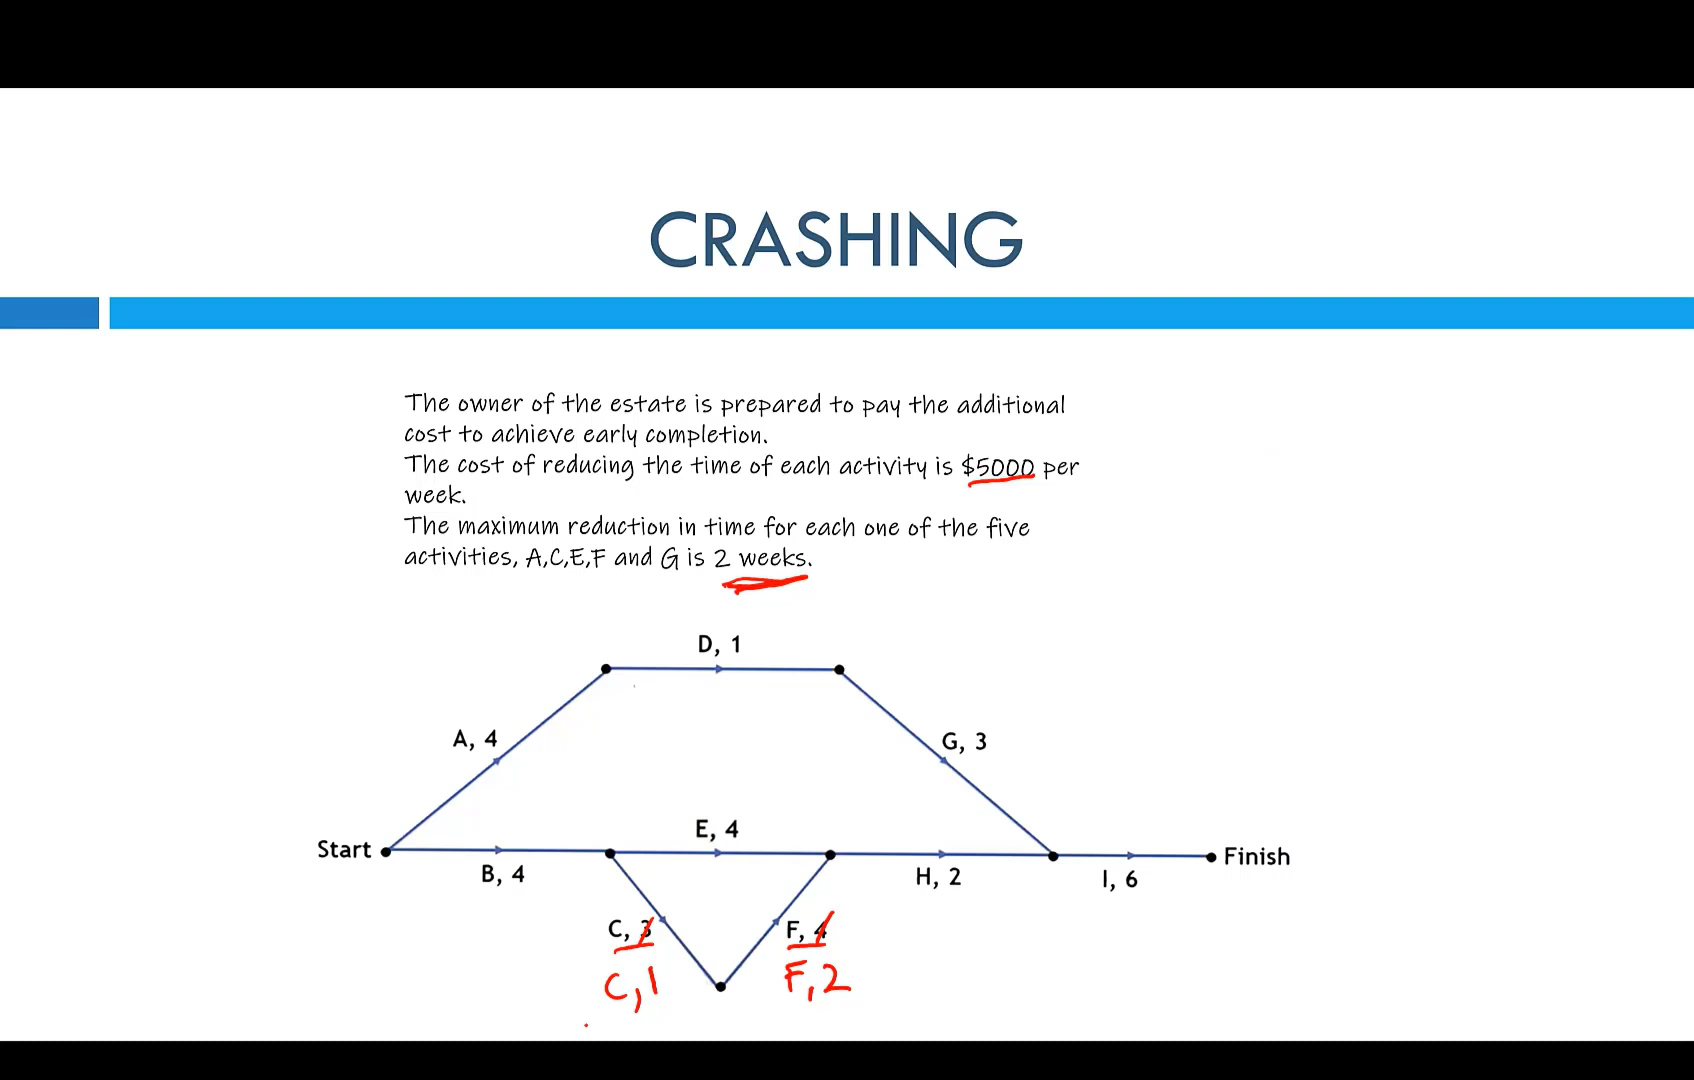 CRASHING
The owner of the estate is prepared to pay the additional
cost to achieve early completion.
The cost of reducing the time of each activity is $5000 per
week.
The maximum reduction in time for each one of the five
activities, A,C,E,F and G is 2 weeks.
D, 1
A, 4
G, 3
E, 4
Start
Finish
B, 4
H, 2
I, 6
C, 3
F, 4
C, 1
F, 2